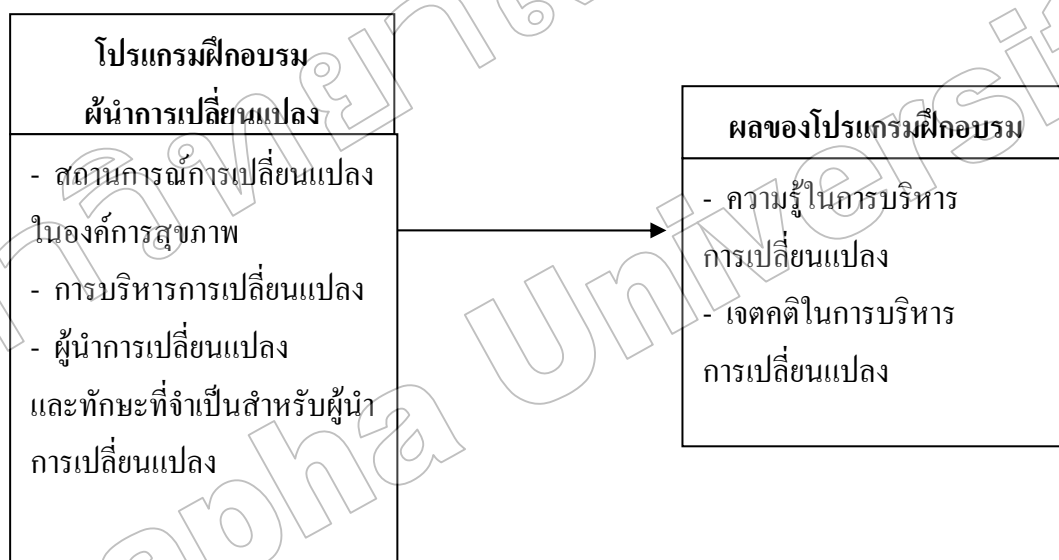 โปรแกรมฝึกอบรม
ผู้นำการเปลี่ยนแปลง
- สถานการณ์การเปลี่ยนแปลง
ในองค์การสุขภาพ
- การบริหารการเปลี่ยนแปลง
- ผู้นำการเปลี่ยนแปลง
และทักษะที่จำเป็นสำหรับผู้นำ
การเปลี่ยนแปลง
ผลของโปรแกรมฝึกอบรม
- ความรู้ในการบริหาร
การเปลี่ยนแปลง
- เจตคติในการบริหาร
การเปลี่ยนแปลง